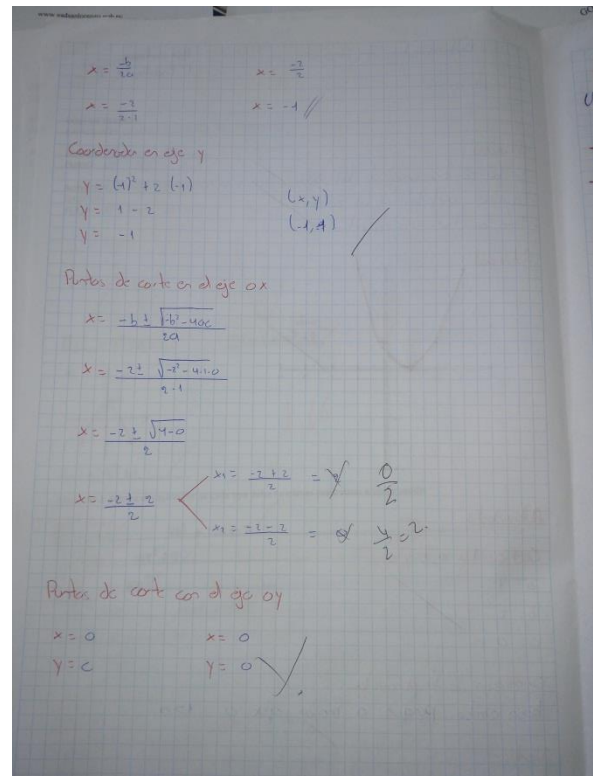 x = -b/2a x = -2/2
x = -2/2·1 x = -1 //
Coordenada en eje y
y = (-1)² + 2 (-1)
y = 1 - 2 (x, y)
y = -1
Puntos de corte en el eje ox
x = -b ± √-b² - 4ac / 2a
x = -2 ± √-2² - 4·1·0 / 2·1
x = -2 ± √4-0 / 2
x = -2 ± 2 / 2
x₁ = -2 + 2 / 2 = 0/2
x₂ = -2 - 2 / 2 = 4/2 = 2.
Puntos de corte con el eje oy
x = 0 x = 0
y = c y = 0